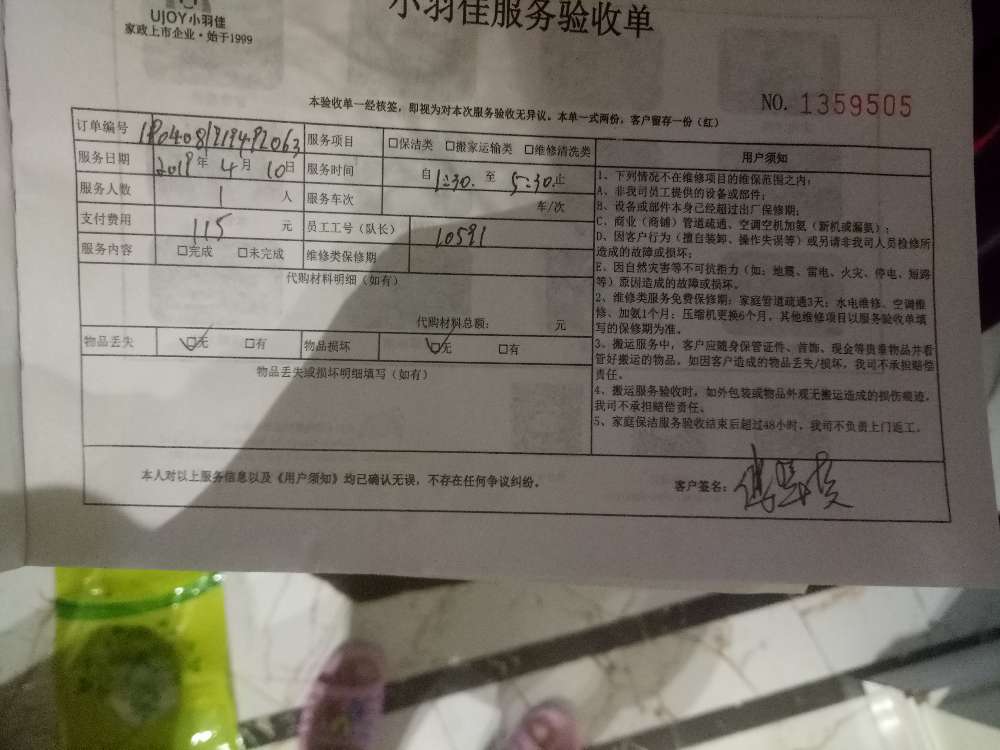 UJOY小羽佳
家政上市企业·始于1999
小羽佳服务验收单
本验收单一经核签，即视为对本次服务验收无异议。本单一式两份，客户留存一份（红）
NO. 1359505
订单编号
服务项目 □保洁类 □搬家运输类 □维修清洗类
服务日期 2019年 4月 10日
服务时间 自 1:30. 至 5:30.止
服务人数 1 人
服务车次 车/次
支付费用 115 元
员工工号（队长） 10591
服务内容 □完成 □未完成
维修类保修期
代购材料明细（如有）
代购材料总额： 元
物品丢失 □无 □有 物品损坏 □无 □有
物品丢失或损坏明细填写（如有）
用户须知
1、下列情况不在维修项目的维保范围之内：
A、非我司员工提供的设备或部件；
B、设备或部件本身已经超过出厂保修期；
C、商业（商铺）管道疏通、空调空机加氨（新机或漏氨）；
D、因客户行为（擅自装卸、操作失误等）或另请非我司人员检修所
造成的故障或损坏；
E、因自然灾害等不可抗拒力（如：地震、雷电、火灾、停电、短路
等）原因造成的故障或损坏。
2、维修类服务免费保修期：家庭管道疏通3天；水电维修、空调维
修、加氨1个月；压缩机更换6个月，其他维修项目以服务验收单填
写的保修期为准。
3、搬运服务中，客户应随身保管证件、首饰、现金等贵重物品并看
管好搬运的物品，如因客户造成的物品丢失/损坏，我司不承担赔偿
责任。
4、搬运服务验收时，如外包装或物品外观无搬运造成的损伤痕迹，
我司不承担赔偿责任。
5、家庭保洁服务验收结束后超过48小时，我司不负责上门返工。
本人对以上服务信息以及《用户须知》均已确认无误，不存在任何争议纠纷。
客户签名：